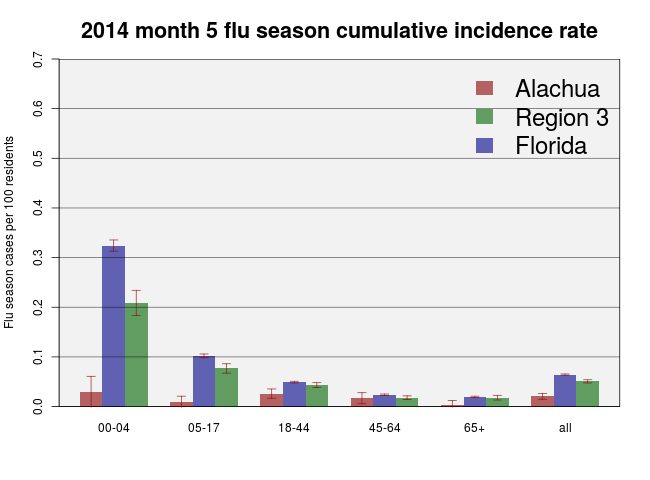 2014 month 5 flu season cumulative incidence rate
Flu season cases per 100 residents
0.7
0.6
0.5
0.4
0.3
0.2
0.1
0.0
Alachua
Region 3
Florida
00-04 05-17 18-44 45-64 65+ all